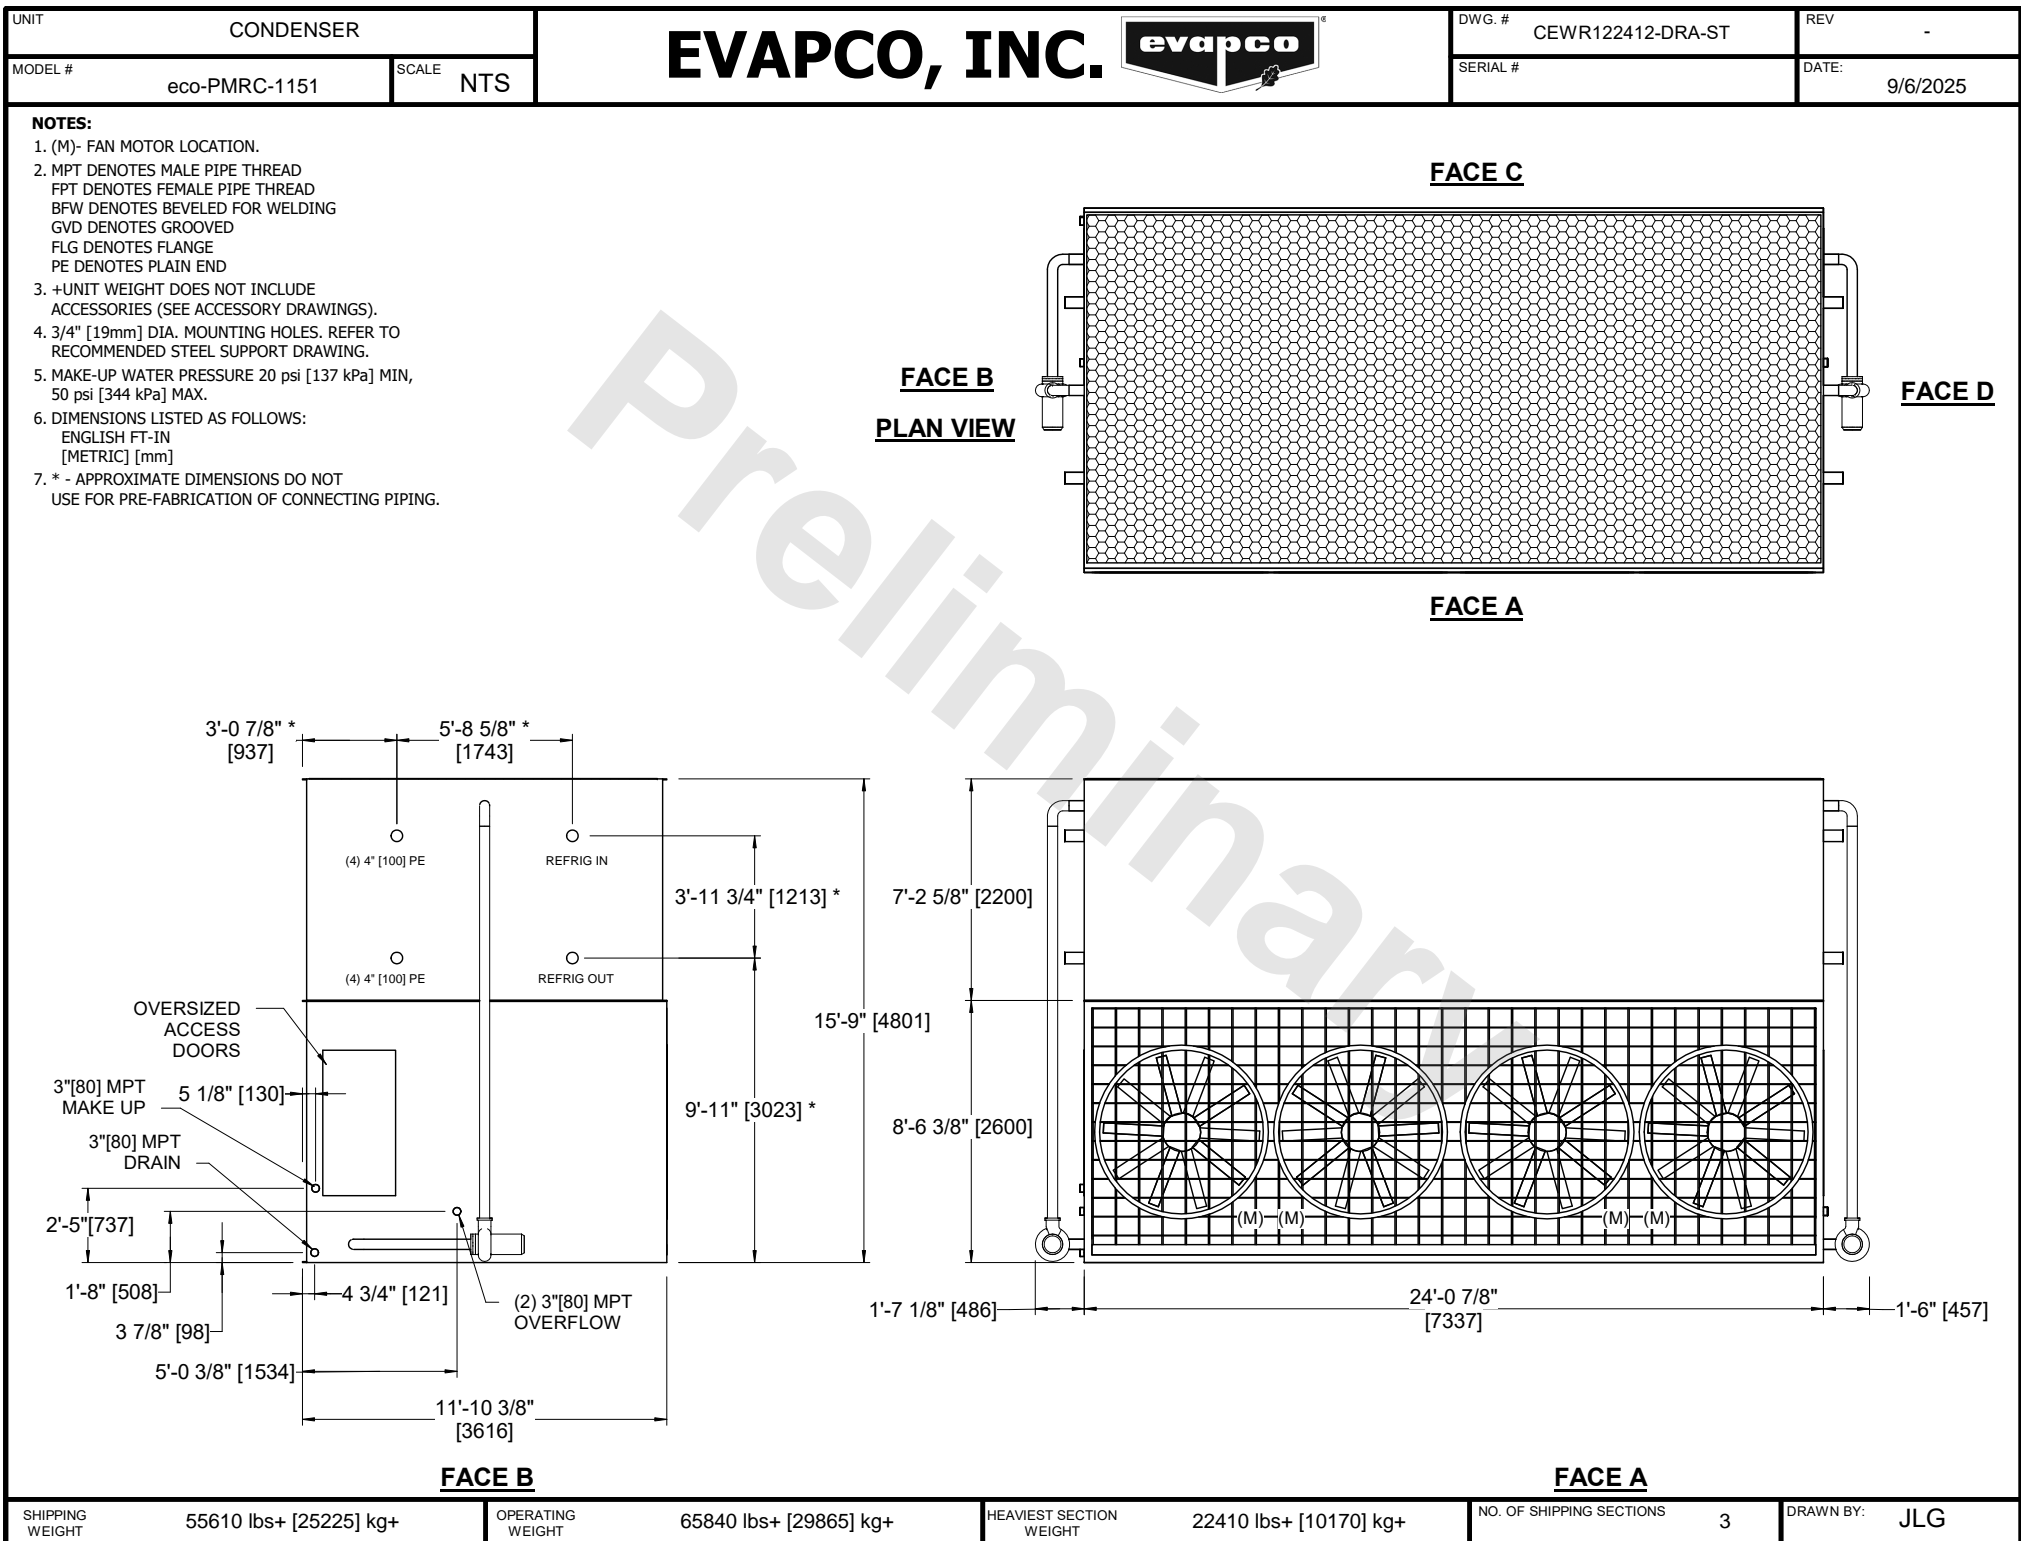 UNIT
CONDENSER
MODEL #
eco-PMRC-1151
SCALE
NTS
EVAPCO, INC.
evapco
®
DWG. #
CEWR122412-DRA-ST
REV
-
SERIAL #
DATE:
9/6/2025
NOTES:
1. (M)- FAN MOTOR LOCATION.
2. MPT DENOTES MALE PIPE THREAD
FPT DENOTES FEMALE PIPE THREAD
BFW DENOTES BEVELED FOR WELDING
GVD DENOTES GROOVED
FLG DENOTES FLANGE
PE DENOTES PLAIN END
3. +UNIT WEIGHT DOES NOT INCLUDE
ACCESSORIES (SEE ACCESSORY DRAWINGS).
4. 3/4" [19mm] DIA. MOUNTING HOLES. REFER TO
RECOMMENDED STEEL SUPPORT DRAWING.
5. MAKE-UP WATER PRESSURE 20 psi [137 kPa] MIN,
50 psi [344 kPa] MAX.
6. DIMENSIONS LISTED AS FOLLOWS:
ENGLISH FT-IN
[METRIC] [mm]
7. * - APPROXIMATE DIMENSIONS DO NOT
USE FOR PRE-FABRICATION OF CONNECTING PIPING.
FACE C
FACE B
PLAN VIEW
FACE D
FACE A
Preliminary
3'-0 7/8" *
[937]
5'-8 5/8" *
[1743]
(4) 4" [100] PE
REFRIG IN
3'-11 3/4" [1213] *
(4) 4" [100] PE
REFRIG OUT
OVERSIZED
ACCESS
DOORS
15'-9" [4801]
3"[80] MPT
MAKE UP
5 1/8" [130]
9'-11" [3023] *
3"[80] MPT
DRAIN
2'-5"[737]
1'-8" [508]
4 3/4" [121]
(2) 3"[80] MPT
OVERFLOW
3 7/8" [98]
5'-0 3/8" [1534]
11'-10 3/8"
[3616]
FACE B
7'-2 5/8" [2200]
8'-6 3/8" [2600]
(M)
(M)
(M)
(M)
1'-7 1/8" [486]
24'-0 7/8"
[7337]
1'-6" [457]
FACE A
SHIPPING
WEIGHT
55610 lbs+ [25225] kg+
OPERATING
WEIGHT
65840 lbs+ [29865] kg+
HEAVIEST SECTION
WEIGHT
22410 lbs+ [10170] kg+
NO. OF SHIPPING SECTIONS
3
DRAWN BY:
JLG